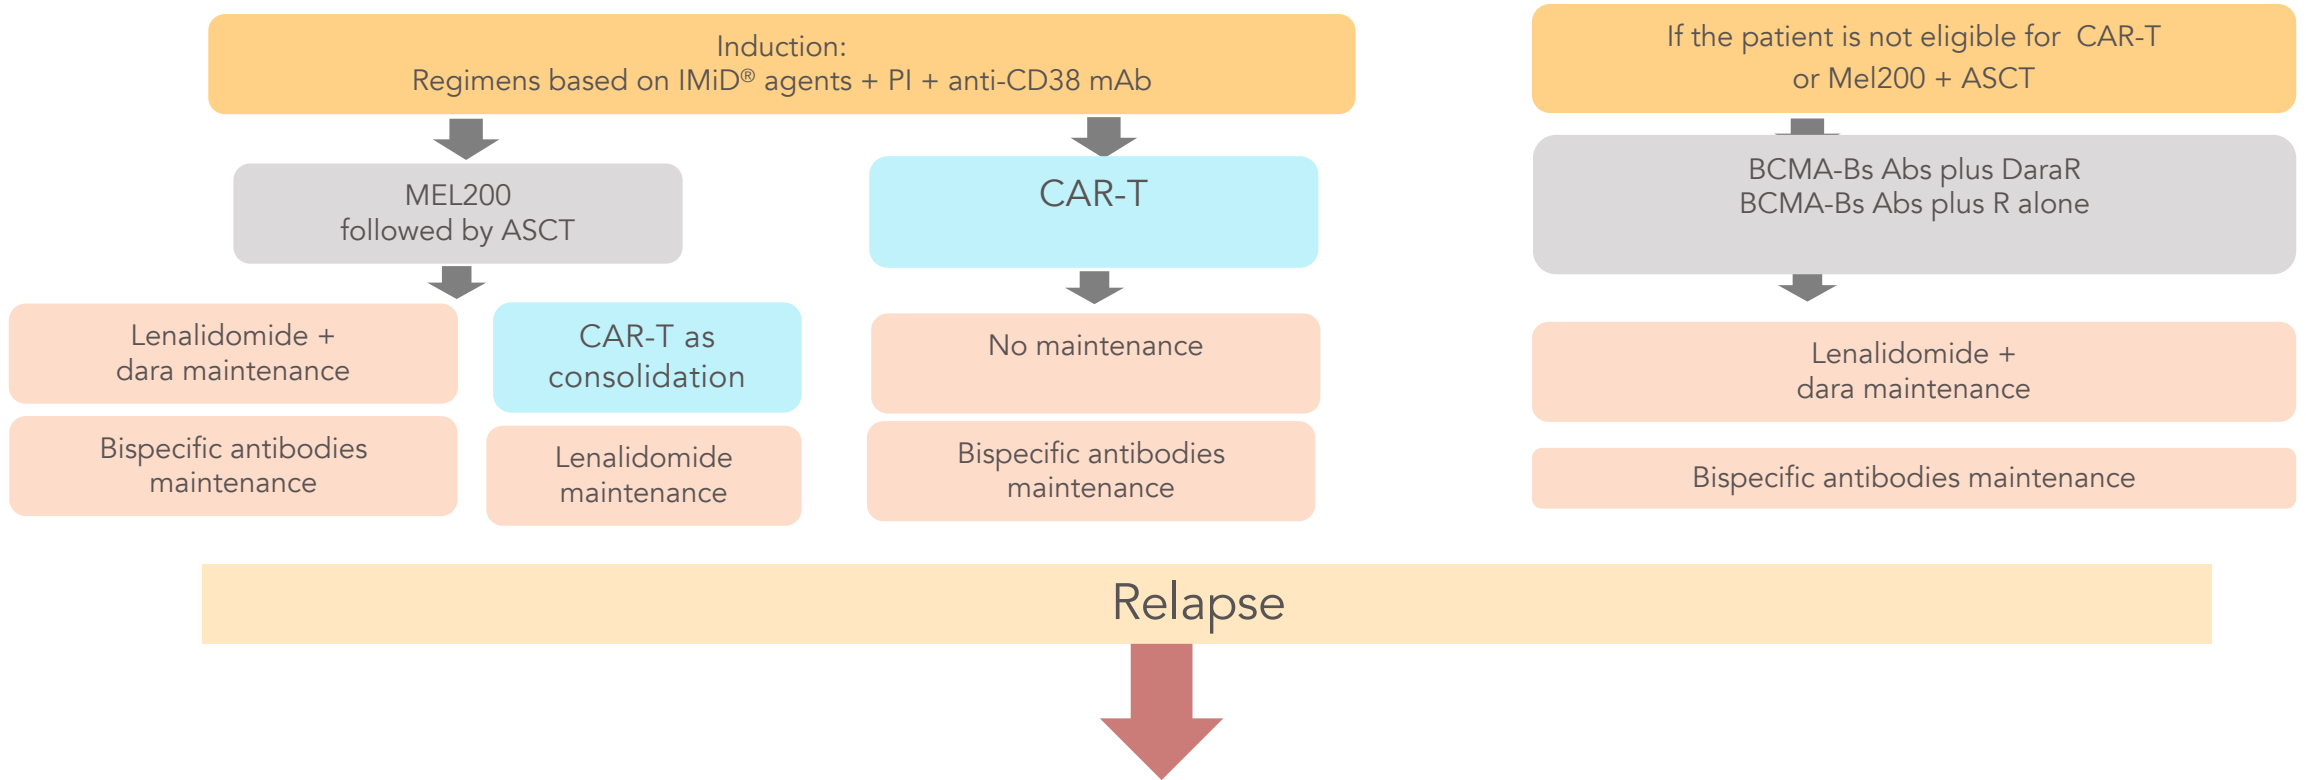 Induction:
Regimens based on IMiD® agents + PI + anti-CD38 mAb
If the patient is not eligible for CAR-T
or Mel200 + ASCT
MEL200
followed by ASCT
CAR-T
BCMA-Bs Abs plus DaraR
BCMA-Bs Abs plus R alone
Lenalidomide +
dara maintenance
CAR-T as
consolidation
No maintenance
Lenalidomide +
dara maintenance
Bispecific antibodies
maintenance
Lenalidomide
maintenance
Bispecific antibodies
maintenance
Bispecific antibodies maintenance
Relapse